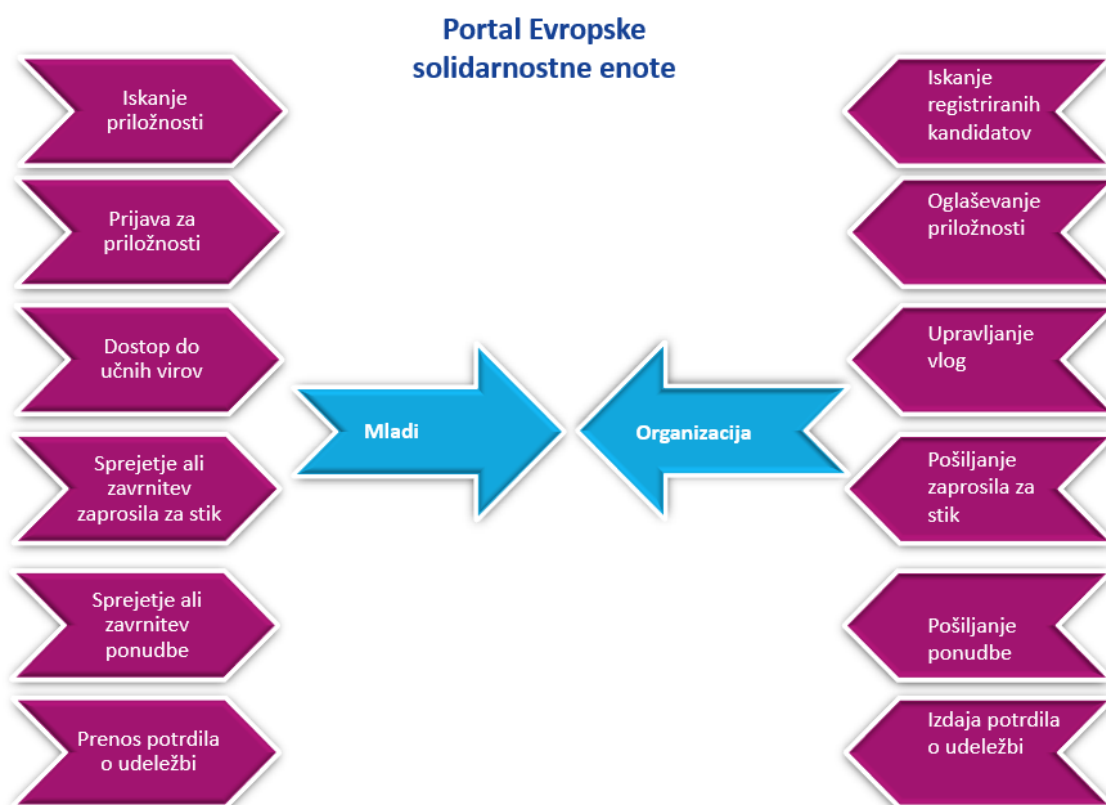 Portal Evropske
solidarnostne enote
Iskanje
priložnosti
Prijava za
priložnosti
Dostop do
učnih virov
Sprejetje ali
zavrnitev
zaprosila za stik
Sprejetje ali
zavrnitev
ponudbe
Prenos potrdila
o udeležbi
Mladi
Organizacija
Iskanje
registriranih
kandidatov
Oglaševanje
priložnosti
Upravljanje
vlog
Pošiljanje
zaprosila za
stik
Pošiljanje
ponudbe
Izdaja potrdila
o udeležbi